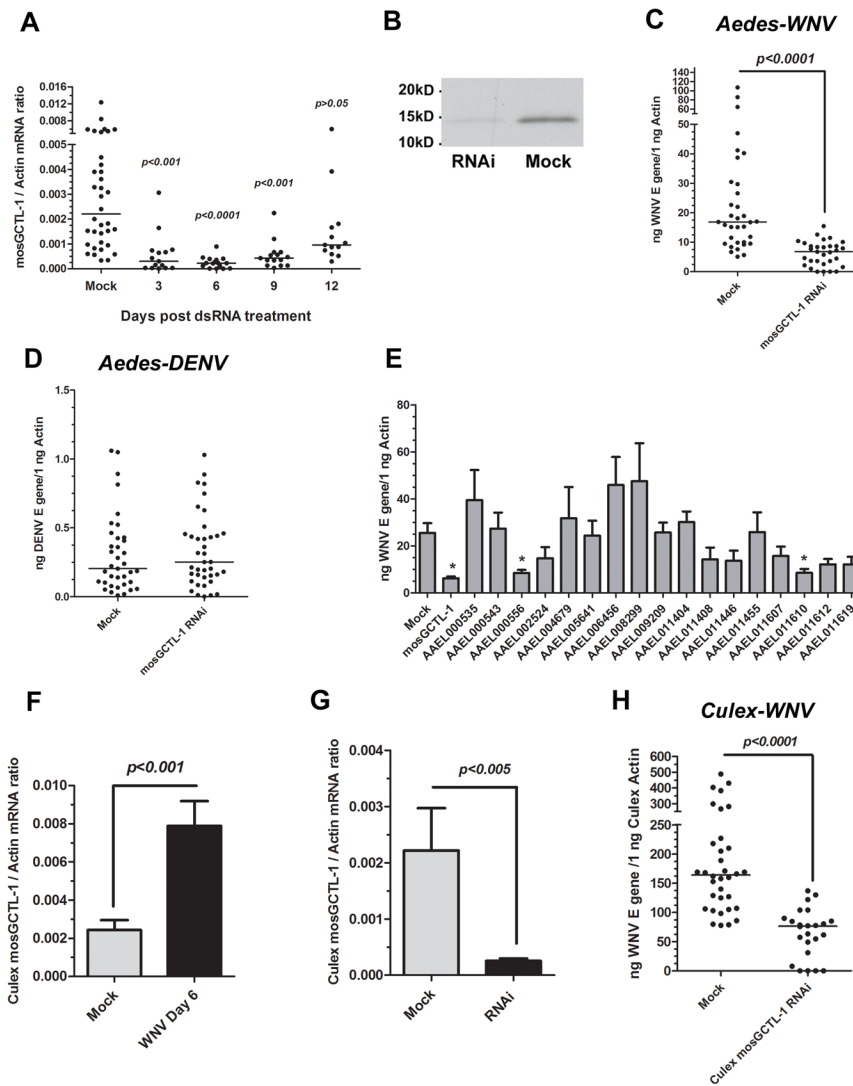 A
mosGCTL-1 / Actin mRNA ratio
0.016
0.012
0.008
0.004
0.005
0.004
0.003
0.002
0.001
0.000
p<0.001
p<0.0001
p<0.001
p>0.05
Mock 3 6 9 12
Days post dsRNA treatment
B
20kD
15kD
10kD
RNAi Mock
C
Aedes-WNV
p<0.0001
ng WNV E gene/1 ng Actin
140
120
100
80
60
50
40
30
20
10
0
Mock
mosGCTL-1 RNAi
D
Aedes-DENV
ng DENV E gene/1 ng Actin
1.5
1.0
0.5
0.0
Mock
mosGCTL-1 RNAi
E
ng WNV E gene/1 ng Actin
80
60
40
20
0
* * *
Mock
mosGCTL-1
AAEL000535
AAEL000543
AAEL000556
AAEL002524
AAEL004679
AAEL005641
AAEL006456
AAEL008299
AAEL009209
AAEL011404
AAEL011408
AAEL011446
AAEL011455
AAEL011607
AAEL011610
AAEL011612
AAEL011619
F
Culex mosGCTL-1 / Actin mRNA ratio
0.010
0.008
0.006
0.004
0.002
0.000
p<0.001
Mock
WNV Day 6
G
Culex mosGCTL-1 / Actin mRNA ratio
0.004
0.003
0.002
0.001
0.000
p<0.005
Mock
RNAi
H
Culex-WNV
p<0.0001
ng WNV E gene /1 ng Culex Actin
600
500
400
300
250
200
150
100
50
0
Mock
Culex mosGCTL-1 RNAi